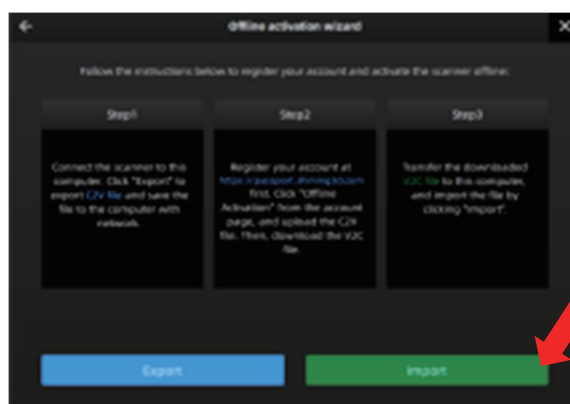 Offline activation wizard
Follow the instructions below to register your account and activate the scanner offline:
Step1
Connect the scanner to this
computer. Click "Export" to
export C2V file and save the
file to the computer with
network.
Step2
Register your account at
https://passport.shining3d.com
first. Click "Offline
Activation" from the account
page, and upload the C2V
file. Then, download the V2C
file.
Step3
Transfer the downloaded
V2C file to this computer,
and import the file by
clicking "Import".
Export
Import